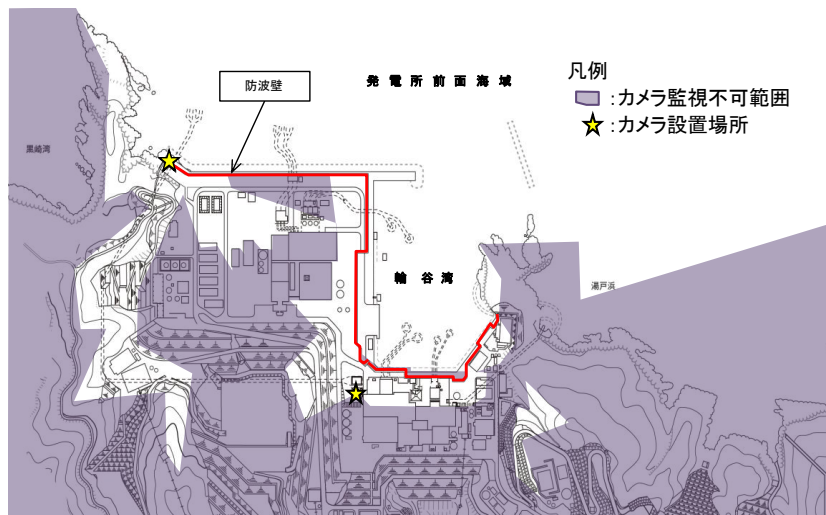 防波壁
発電所前面海域
凡例
:カメラ監視不可範囲
:カメラ設置場所
黒崎湾
輪谷湾
湯戸浜